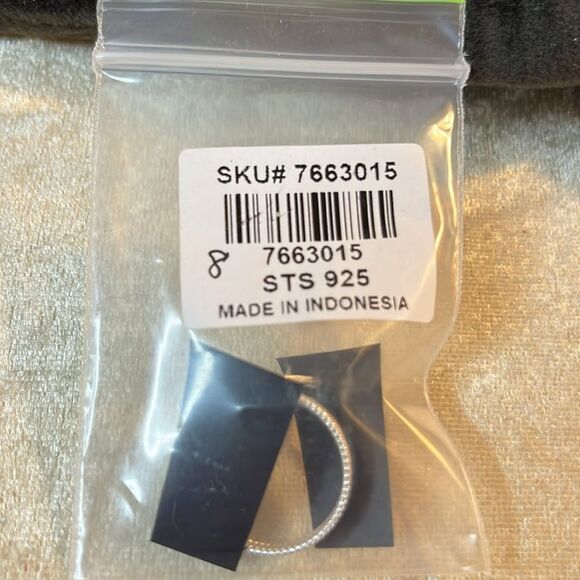 SKU# 7663015
8 7663015
STS 925
MADE IN INDONESIA